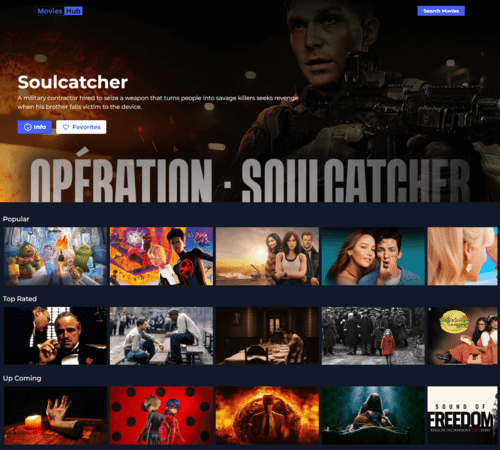 Movies Hub
Search Movies
Soulcatcher
A military contractor hired to seize a weapon that turns people into savage killers seeks revenge
when his brother falls victim to the device.
Info
Favorites
OPÉRATION · SOULCATCHER
Popular
Top Rated
Up Coming
SOUND OF
FREEDOM